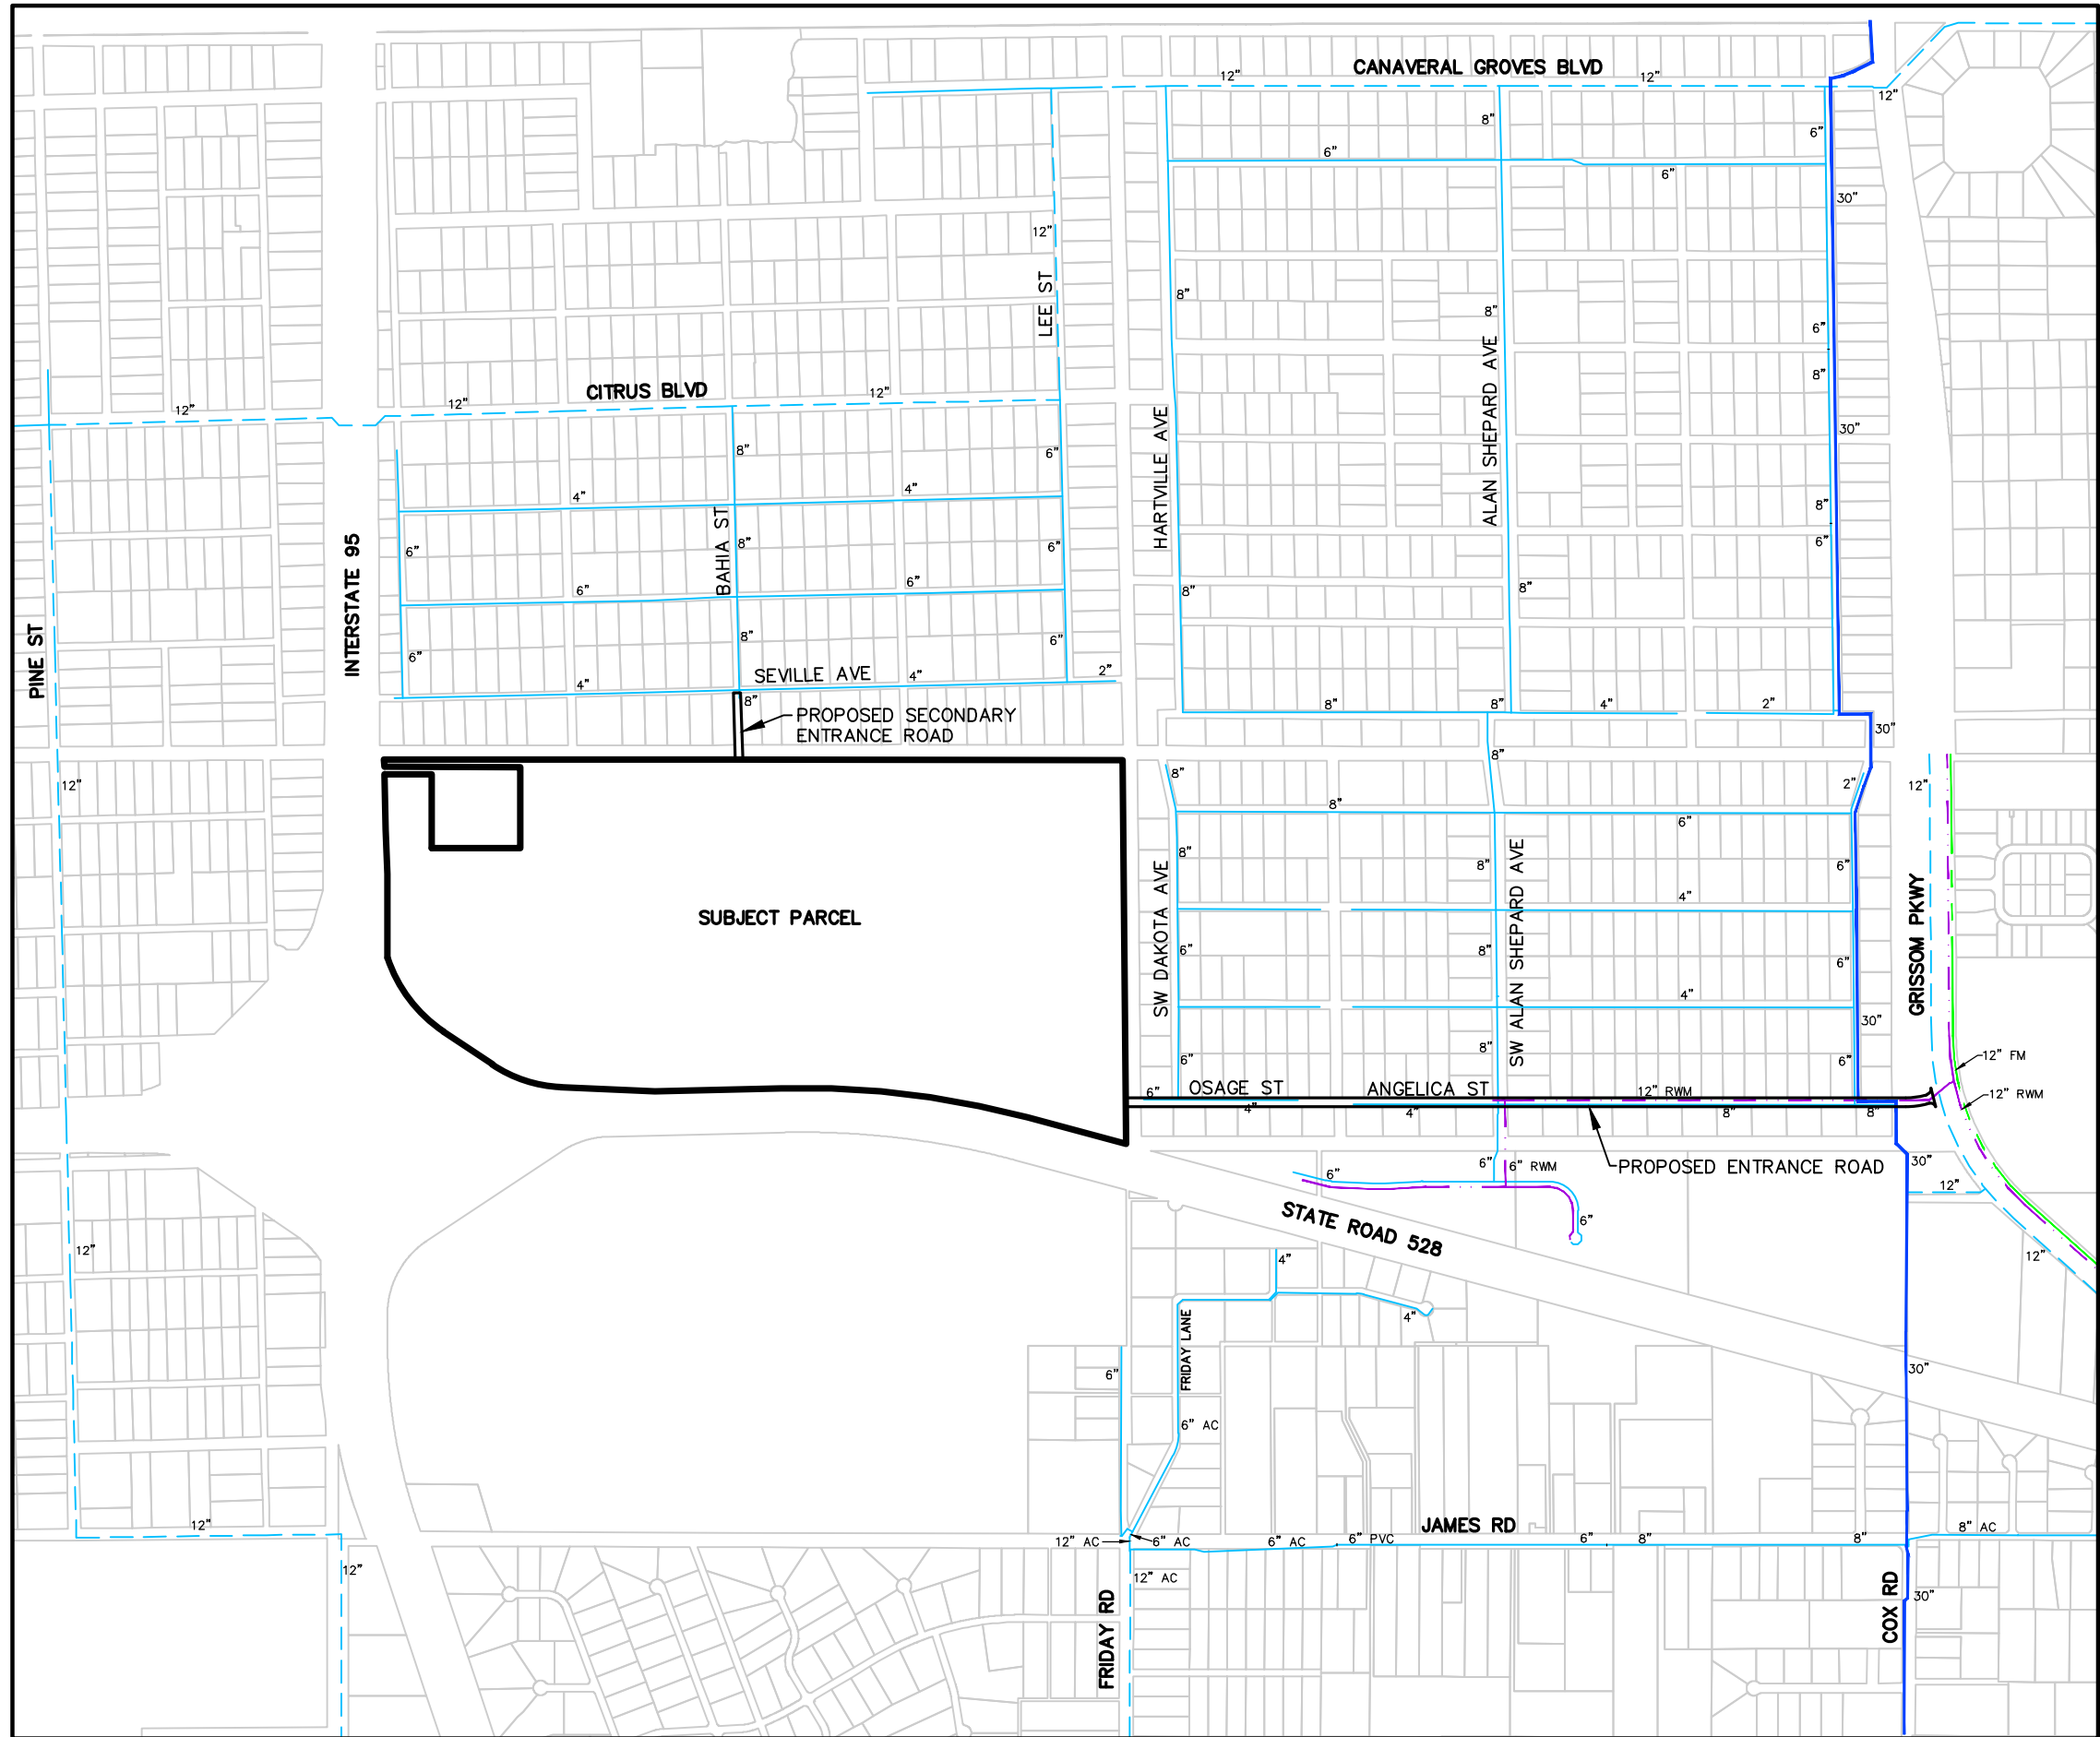 CANAVERAL GROVES BLVD
12"
12"
12"
8"
6"
6"
6"
30"
12"
LEE ST
8"
8"
6"
8"
ALAN SHEPARD AVE
HARTVILLE AVE
CITRUS BLVD
12"
12"
12"
30"
8"
6"
4"
4"
8"
6"
BAHIA ST
8"
6"
6"
6"
6"
INTERSTATE 95
PINE ST
8"
8"
8"
6"
6"
SEVILLE AVE
4"
4"
2"
8"
8"
4"
2"
8"
PROPOSED SECONDARY
ENTRANCE ROAD
30"
8"
8"
8"
2"
12"
12"
6"
8"
8"
6"
4"
SUBJECT PARCEL
SW DAKOTA AVE
SW ALAN SHEPARD AVE
GRISSOM PKWY
6"
8"
6"
4"
30"
6"
8"
6"
12" FM
6"
OSAGE ST
ANGELICA ST
12" RWM
12" RWM
4"
4"
8"
8"
6"
6"
6" RWM
PROPOSED ENTRANCE ROAD
30"
12"
6"
STATE ROAD 528
12"
12"
4"
4"
FRIDAY LANE
6"
30"
6" AC
JAMES RD
12"
12" AC
6" AC
6" AC
6" PVC
6"
8"
8"
8" AC
12"
12" AC
FRIDAY RD
COX RD
30"